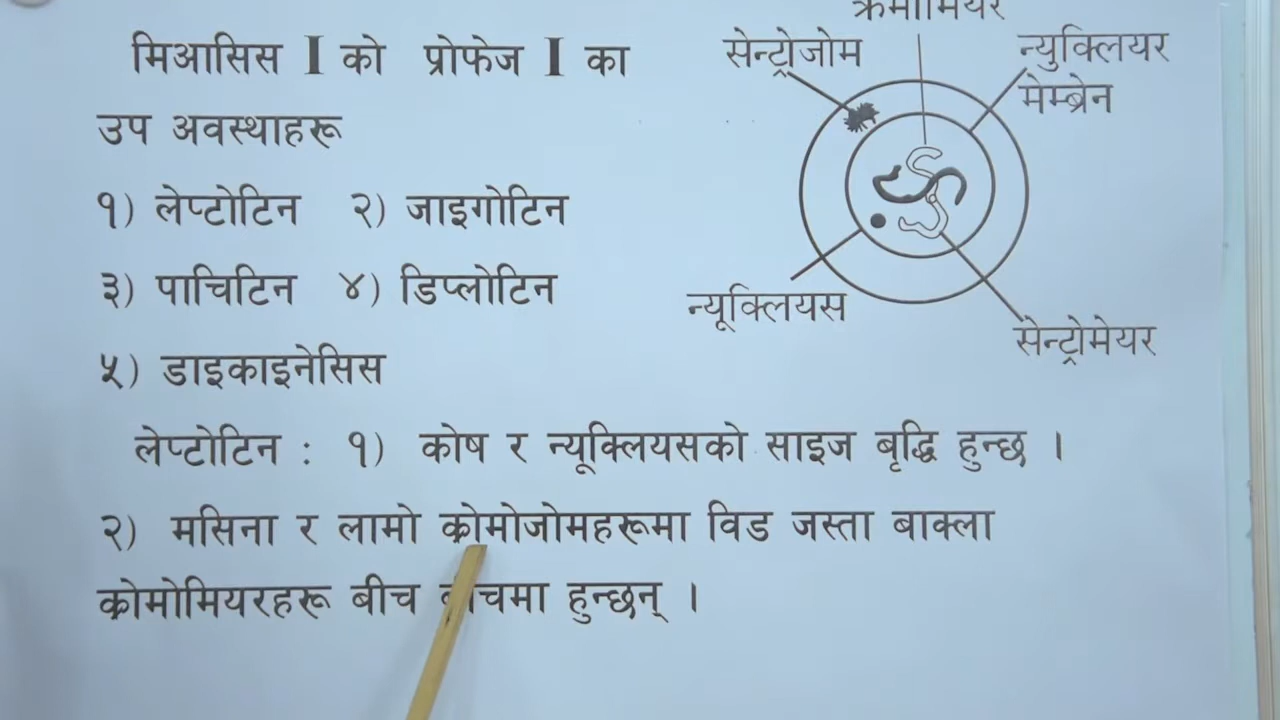 मिआसिस I को प्रोफेज I का
उप अवस्थाहरू
१) लेप्टोटिन २) जाइगोटिन
३) पाचिटिन ४) डिप्लोटिन
५) डाइकाइनेसिस
लेप्टोटिन : १) कोष र न्यूक्लियसको साइज बृद्धि हुन्छ ।
२) मसिना र लामो क्रोमोजोमहरूमा विड जस्ता बाक्ला
क्रोमोमियरहरू बीच बीचमा हुन्छन् ।
सेन्ट्रोजोम
न्युक्लियर
मेम्ब्रेन
न्यूक्लियस
सेन्ट्रोमेयर